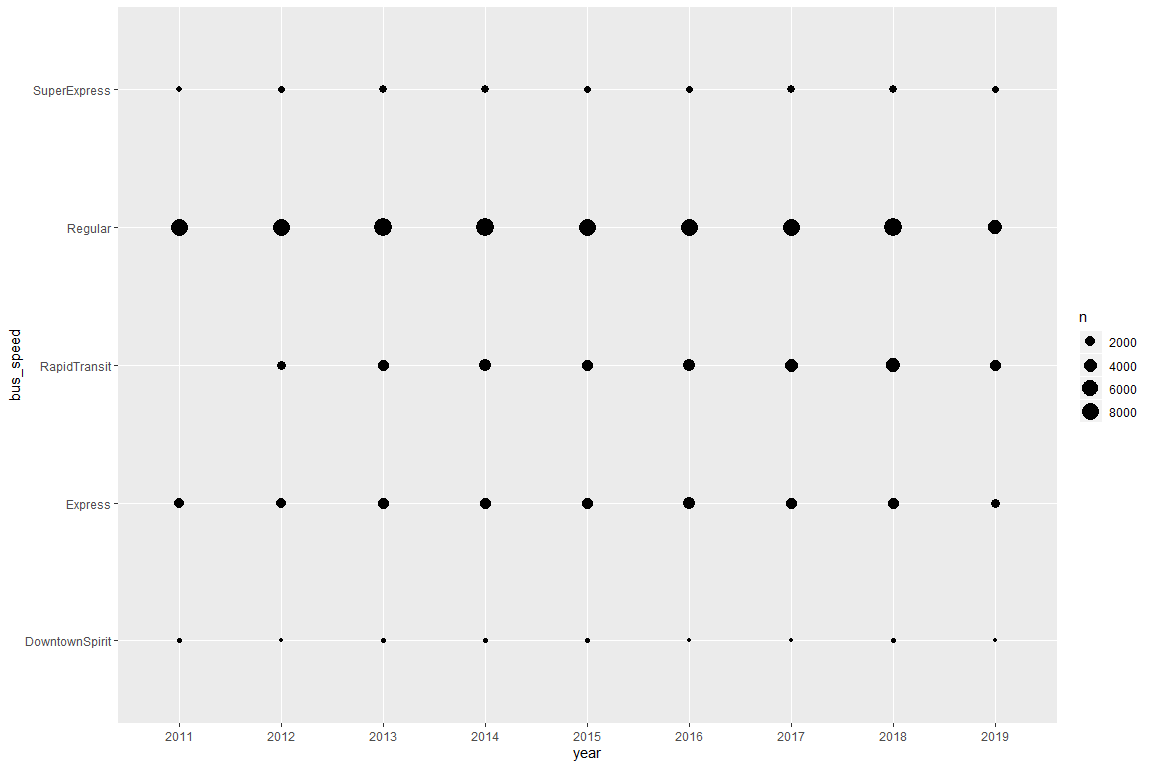 SuperExpress
Regular
RapidTransit
Express
DowntownSpirit
bus_speed
2011 2012 2013 2014 2015 2016 2017 2018 2019
year
n
2000
4000
6000
8000